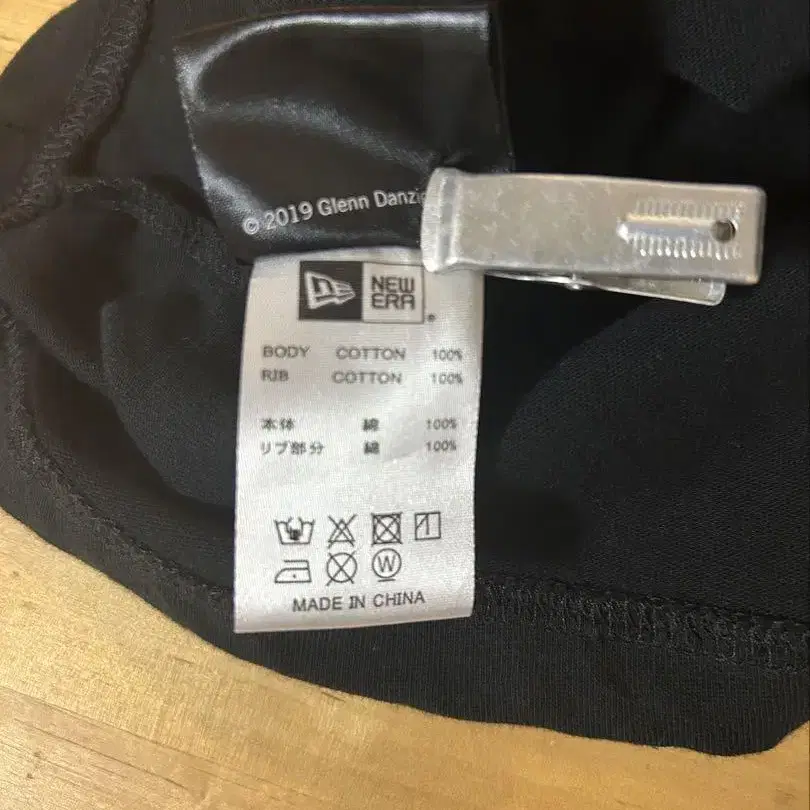 © 2019 Glenn Danzig
NEW
ERA
BODY COTTON 100%
RIB COTTON 100%
本体 綿 100%
リブ部分 綿 100%
W
MADE IN CHINA